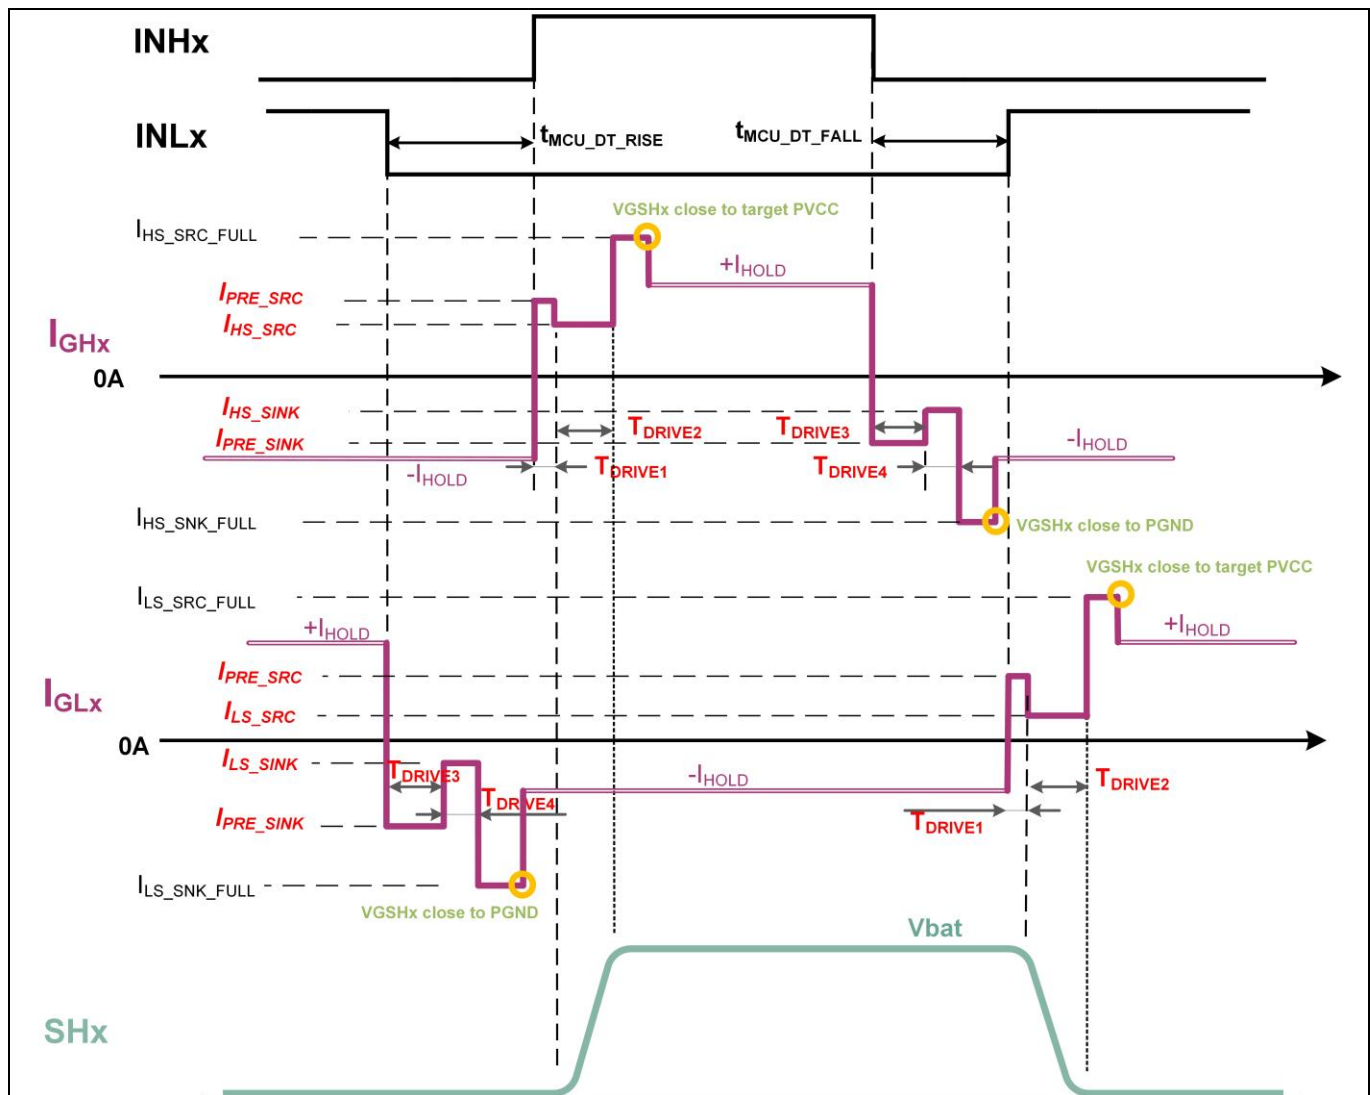 INHx
INLx
tMCU_DT_RISE
tMCU_DT_FALL
VGSHx close to target PVCC
IHS_SRC_FULL
+IHOLD
IPRE_SRC
IHS_SRC
IGHx
0A
IHS_SINK
IPRE_SINK
TDRIVE2
TDRIVE3
-IHOLD
-IHOLD
TDRIVE1
TDRIVE4
IHS_SNK_FULL
VGSHx close to PGND
VGSHx close to target PVCC
ILS_SRC_FULL
+IHOLD
+IHOLD
IPRE_SRC
IGLx
ILS_SRC
0A
ILS_SINK
TDRIVE3
-IHOLD
TDRIVE2
TDRIVE4
IPRE_SINK
TDRIVE1
ILS_SNK_FULL
VGSHx close to PGND
Vbat
SHx